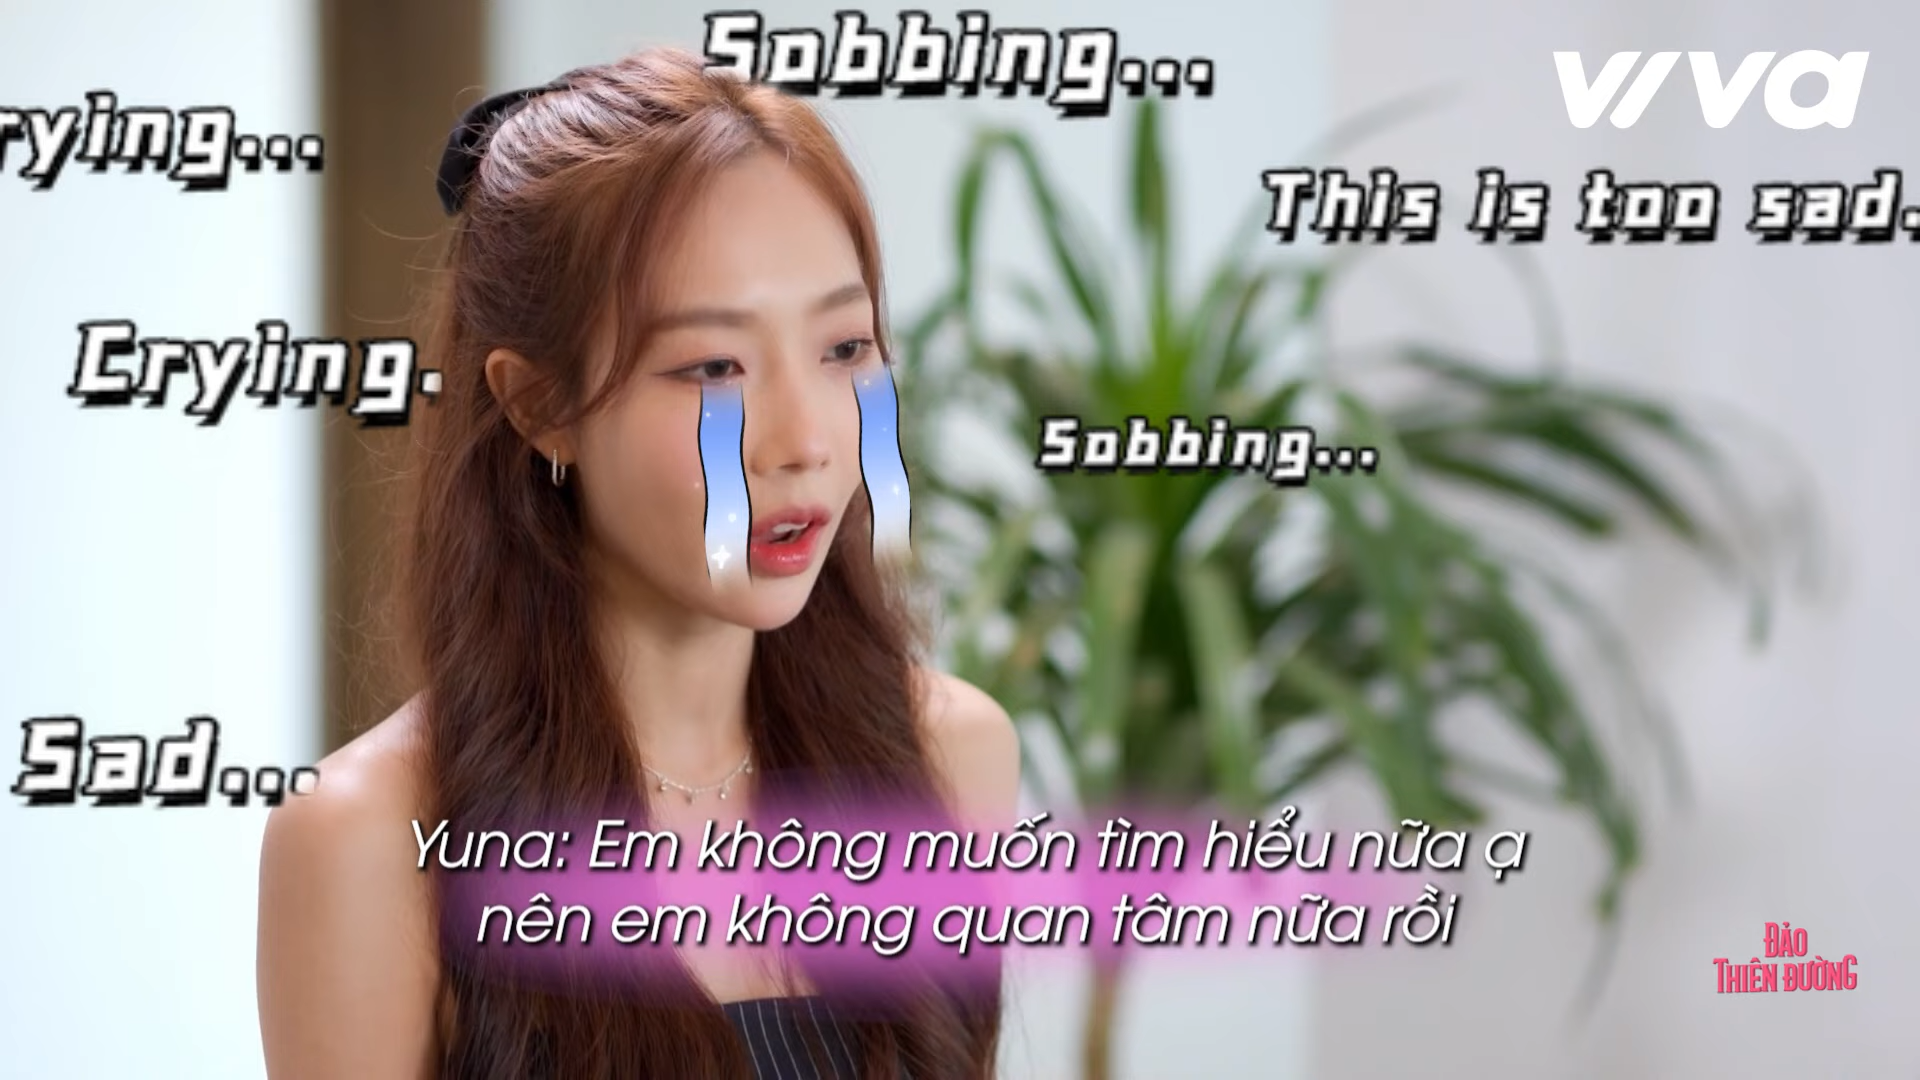 Sobbing...
VIVA
rying...
This is too sad.
Crying.
Sobbing...
Sad...
Yuna: Em không muốn tìm hiểu nữa ạ
nên em không quan tâm nữa rồi
ĐẢO
THIÊN ĐƯỜNG